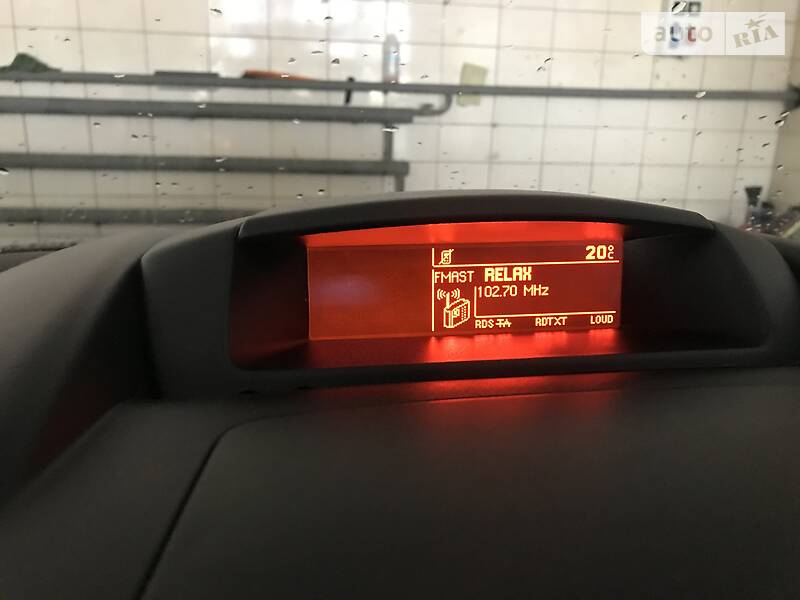 auto RIA
20°C
FMAST RELAX
102.70 MHz
RDS TA RDTXT LOUD